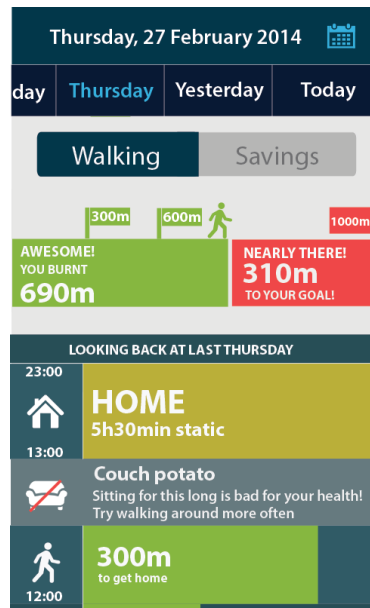 Thursday, 27 February 2014
day Thursday Yesterday Today
Walking Savings
300m 600m 1000m
AWESOME!
YOU BURNT
690m
NEARLY THERE!
310m
TO YOUR GOAL!
LOOKING BACK AT LAST THURSDAY
23:00
HOME
5h30min static
13:00
Couch potato
Sitting for this long is bad for your health!
Try walking around more often
300m
to get home
12:00